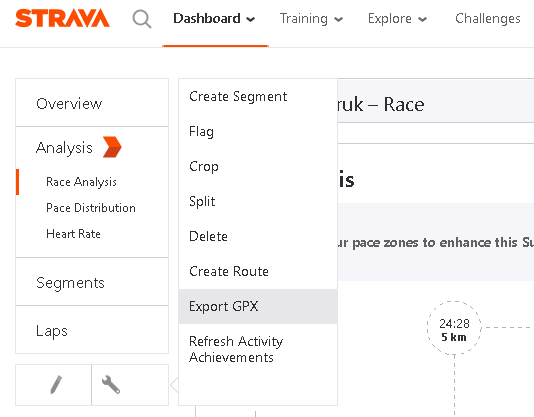 STRAVA
Dashboard
Training
Explore
Challenges
Overview
Analysis
Race Analysis
Pace Distribution
Heart Rate
Segments
Laps
Create Segment
Flag
Crop
Split
Delete
Create Route
Export GPX
Refresh Activity
Achievements
ruk – Race
is
ur pace zones to enhance this Su
24:28
5 km